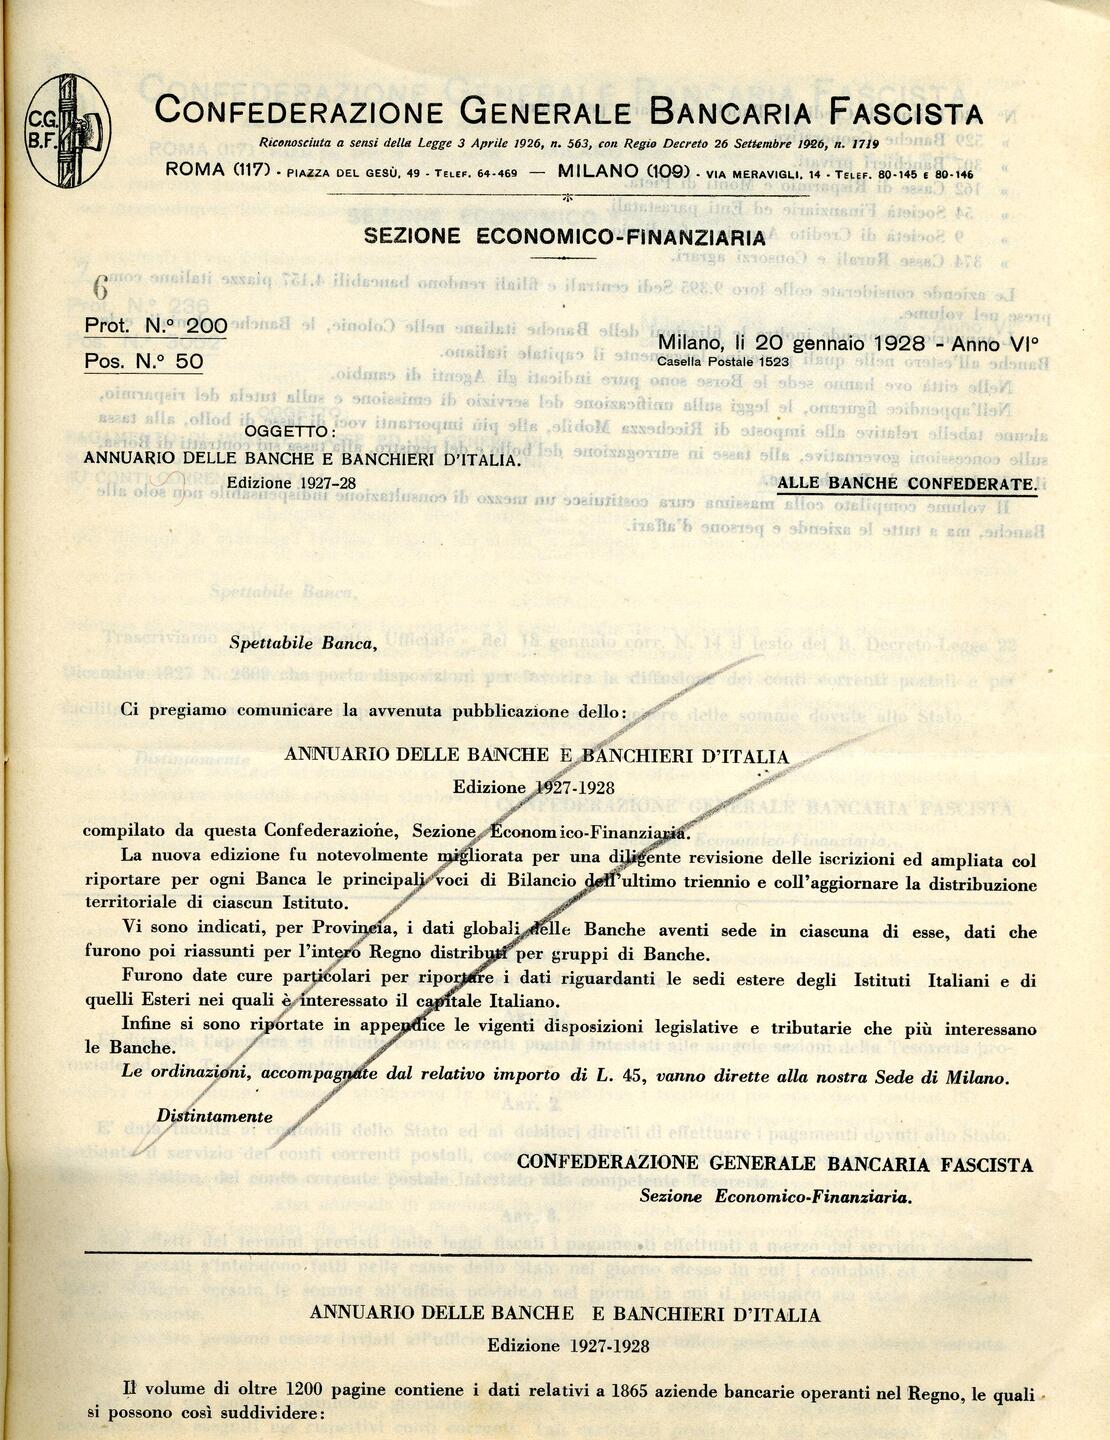 C.G.
B.F.
CONFEDERAZIONE GENERALE BANCARIA FASCISTA
Riconosciuta a sensi della Legge 3 Aprile 1926, n. 563, con Regio Decreto 26 Settembre 1926, n. 1719
ROMA (117) - PIAZZA DEL GESÙ, 49 - TELEF. 64-469 — MILANO (109) - VIA MERAVIGLI, 14 - TELEF. 80-145 E 80-146
SEZIONE ECONOMICO-FINANZIARIA
6
Prot. N.º 200
Pos. N.º 50
Milano, li 20 gennaio 1928 - Anno VIº
Casella Postale 1523
OGGETTO:
ANNUARIO DELLE BANCHE E BANCHIERI D'ITALIA.
Edizione 1927-28
ALLE BANCHE CONFEDERATE.
Spettabile Banca,
Ci pregiamo comunicare la avvenuta pubblicazione dello:
ANNUARIO DELLE BANCHE E BANCHIERI D'ITALIA
Edizione 1927-1928
compilato da questa Confederazione, Sezione Economico-Finanziaria.
La nuova edizione fu notevolmente migliorata per una diligente revisione delle iscrizioni ed ampliata col
riportare per ogni Banca le principali voci di Bilancio dell'ultimo triennio e coll'aggiornare la distribuzione
territoriale di ciascun Istituto.
Vi sono indicati, per Provincia, i dati globali delle Banche aventi sede in ciascuna di esse, dati che
furono poi riassunti per l'intero Regno distributi per gruppi di Banche.
Furono date cure particolari per riportare i dati riguardanti le sedi estere degli Istituti Italiani e di
quelli Esteri nei quali è interessato il capitale Italiano.
Infine si sono riportate in appendice le vigenti disposizioni legislative e tributarie che più interessano
le Banche.
Le ordinazioni, accompagnate dal relativo importo di L. 45, vanno dirette alla nostra Sede di Milano.
Distintamente
CONFEDERAZIONE GENERALE BANCARIA FASCISTA
Sezione Economico-Finanziaria.
ANNUARIO DELLE BANCHE E BANCHIERI D'ITALIA
Edizione 1927-1928
Il volume di oltre 1200 pagine contiene i dati relativi a 1865 aziende bancarie operanti nel Regno, le quali
si possono così suddividere: